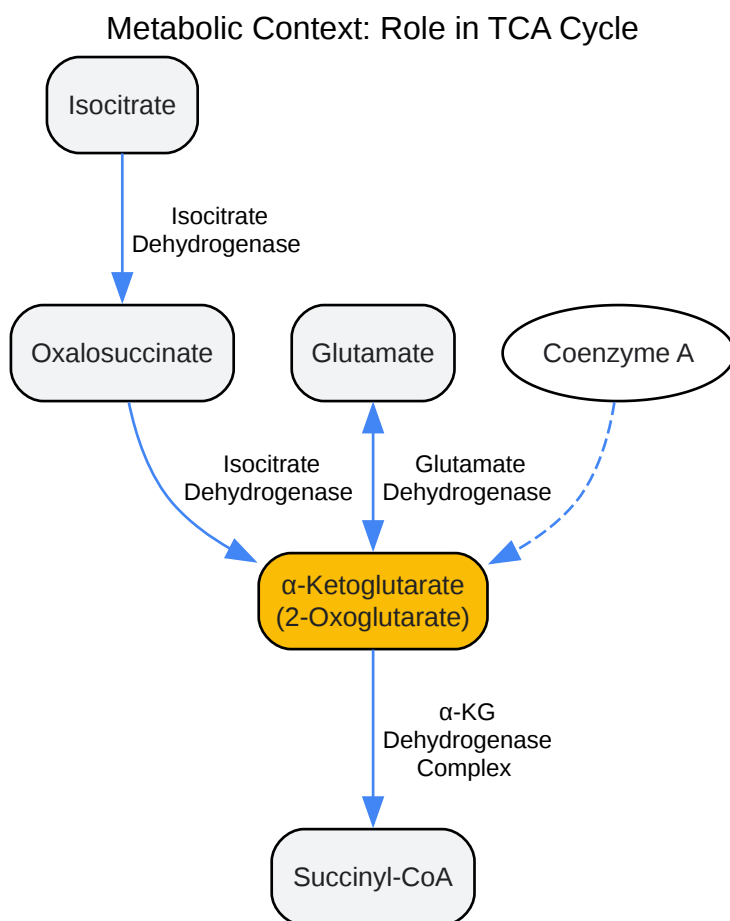 Metabolic Context: Role in TCA Cycle
Isocitrate
Isocitrate
Dehydrogenase
Oxalosuccinate
Glutamate
Coenzyme A
Isocitrate
Dehydrogenase
Glutamate
Dehydrogenase
α-Ketoglutarate
(2-Oxoglutarate)
α-KG
Dehydrogenase
Complex
Succinyl-CoA